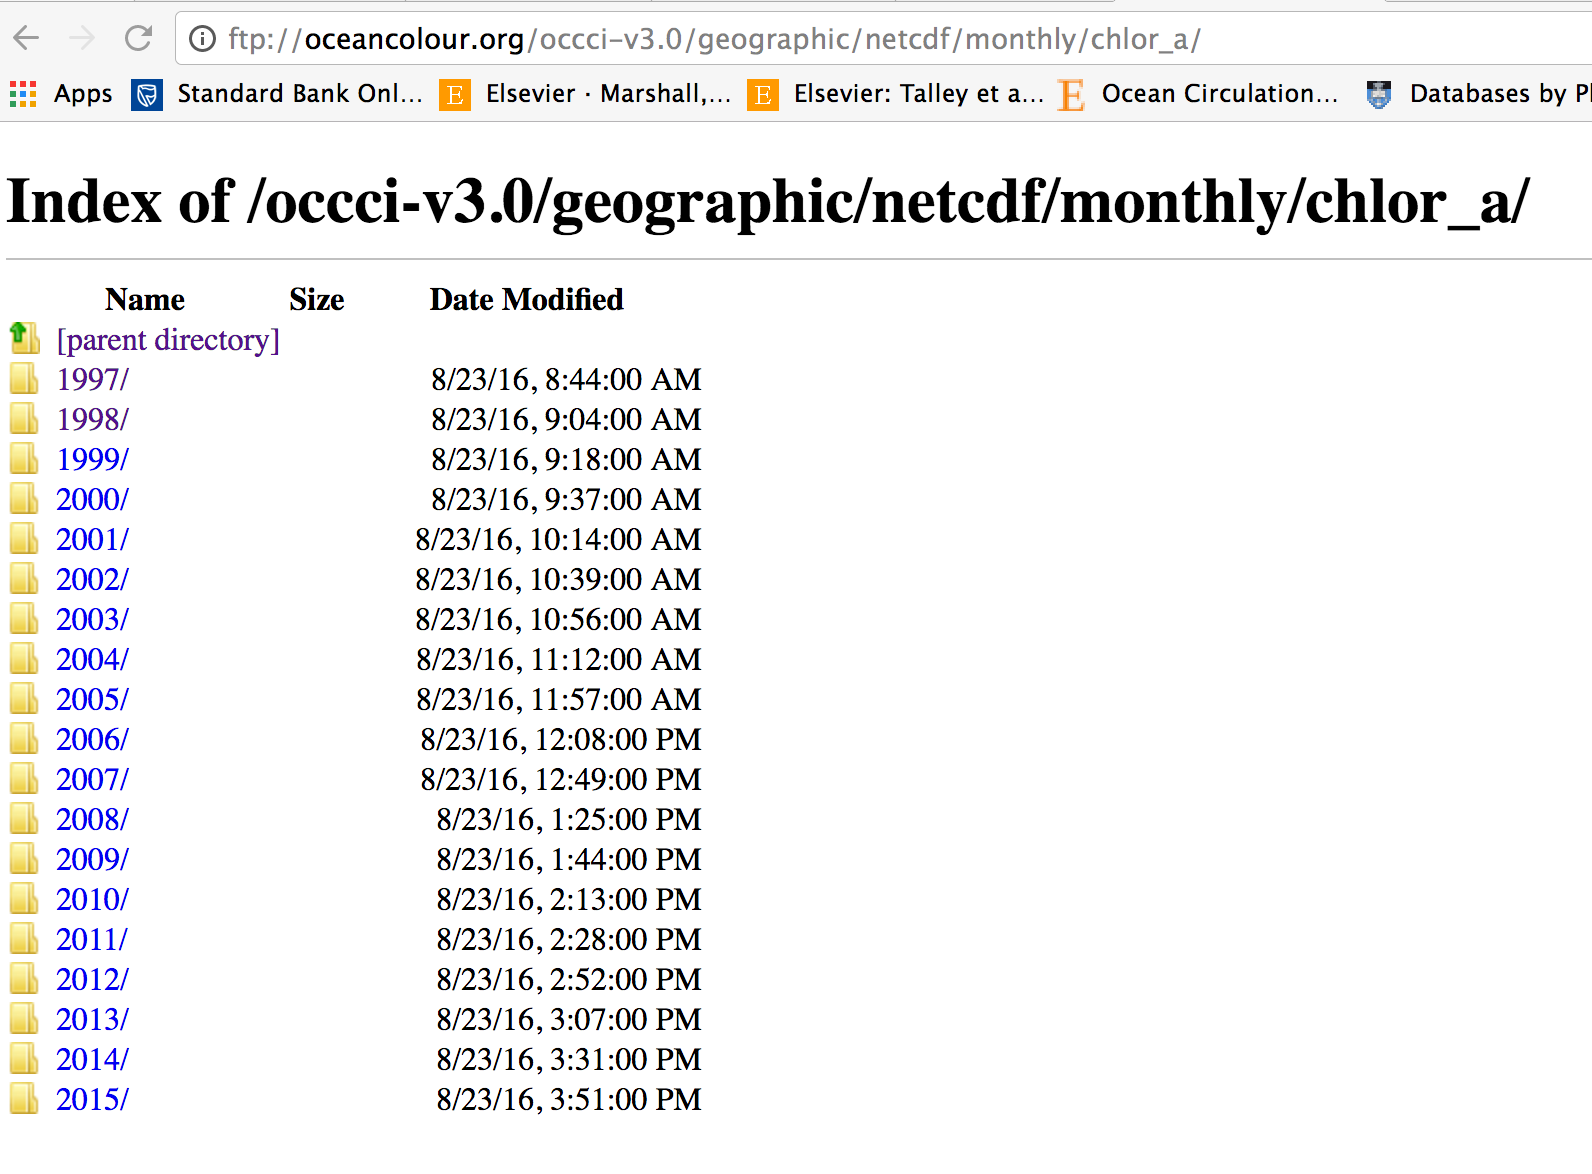 ftp://oceancolour.org/occci-v3.0/geographic/netcdf/monthly/chlor_a/
Apps Standard Bank Onl... E Elsevier · Marshall,... E Elsevier: Talley et a... E Ocean Circulation... Databases by Pl
Index of /occci-v3.0/geographic/netcdf/monthly/chlor_a/
Name Size Date Modified
[parent directory]
1997/ 8/23/16, 8:44:00 AM
1998/ 8/23/16, 9:04:00 AM
1999/ 8/23/16, 9:18:00 AM
2000/ 8/23/16, 9:37:00 AM
2001/ 8/23/16, 10:14:00 AM
2002/ 8/23/16, 10:39:00 AM
2003/ 8/23/16, 10:56:00 AM
2004/ 8/23/16, 11:12:00 AM
2005/ 8/23/16, 11:57:00 AM
2006/ 8/23/16, 12:08:00 PM
2007/ 8/23/16, 12:49:00 PM
2008/ 8/23/16, 1:25:00 PM
2009/ 8/23/16, 1:44:00 PM
2010/ 8/23/16, 2:13:00 PM
2011/ 8/23/16, 2:28:00 PM
2012/ 8/23/16, 2:52:00 PM
2013/ 8/23/16, 3:07:00 PM
2014/ 8/23/16, 3:31:00 PM
2015/ 8/23/16, 3:51:00 PM